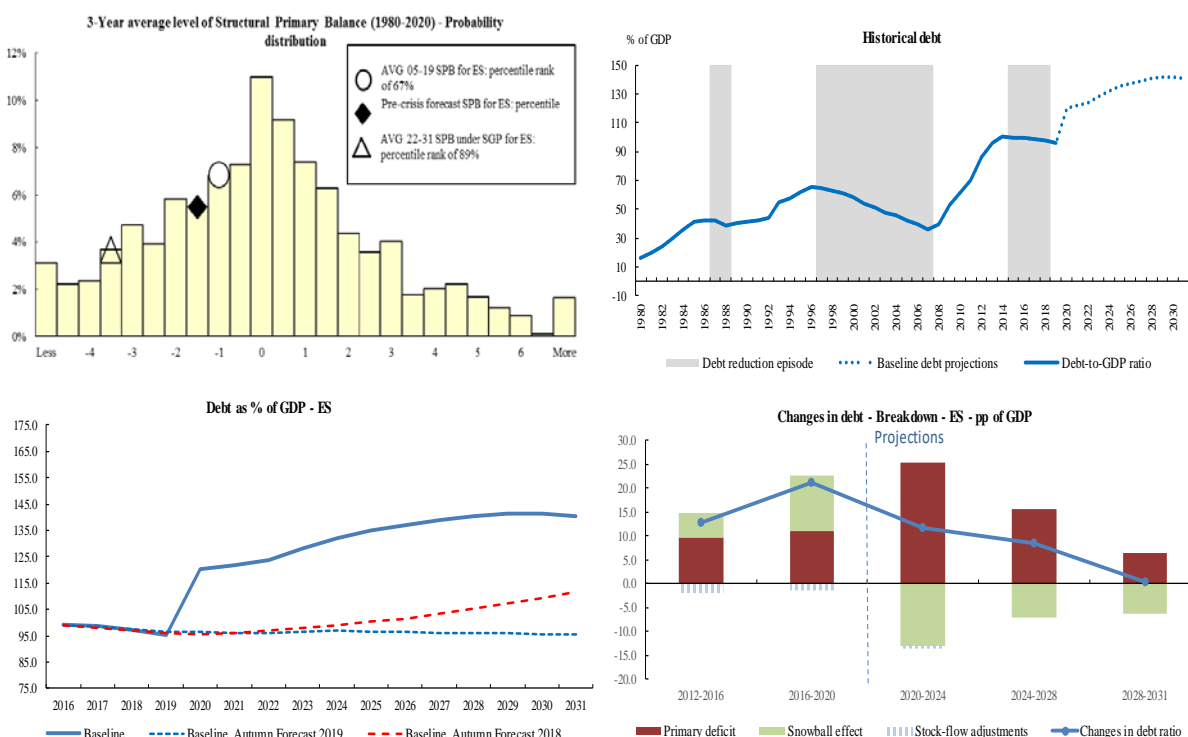 3-Year average level of Structural Primary Balance (1980-2020) - Probability
distribution
12%
10%
8%
6%
4%
2%
0%
AVG 05-19 SPB for ES: percentile rank
of 67%
Pre-crisis forecast SPB for ES: percentile
AVG 22-31 SPB under SGP for ES:
percentile rank of 89%
Less -4 -3 -2 -1 0 1 2 3 4 5 6 More
% of GDP
Historical debt
150
130
110
90
70
50
30
10
-10
1980 1982 1984 1986 1988 1990 1992 1994 1996 1998 2000 2002 2004 2006 2008 2010 2012 2014 2016 2018 2020 2022 2024 2026 2028 2030
Debt reduction episode Baseline debt projections Debt-to-GDP ratio
Debt as % of GDP - ES
175.0
165.0
155.0
145.0
135.0
125.0
115.0
105.0
95.0
85.0
75.0
2016 2017 2018 2019 2020 2021 2022 2023 2024 2025 2026 2027 2028 2029 2030 2031
Baseline Baseline Autumn Forecast 2019 Baseline Autumn Forecast 2018
Changes in debt - Breakdown - ES - pp of GDP
Projections
30.0
25.0
20.0
15.0
10.0
5.0
0.0
-5.0
-10.0
-15.0
-20.0
2012-2016 2016-2020 2020-2024 2024-2028 2028-2031
Primary deficit Snowball effect Stock-flow adjustments Changes in debt ratio